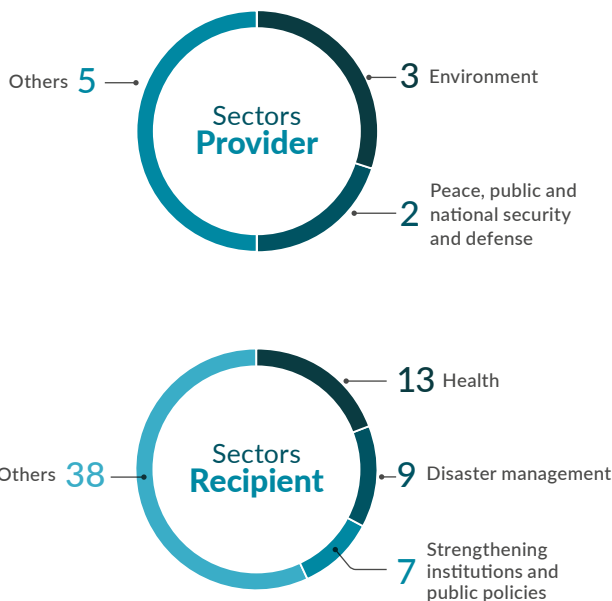 Others 5
Sectors
Provider
3 Environment
2 Peace, public and
national security
and defense
Sectors
Recipient
13 Health
Others 38
9 Disaster management
7 Strengthening
institutions and
public policies